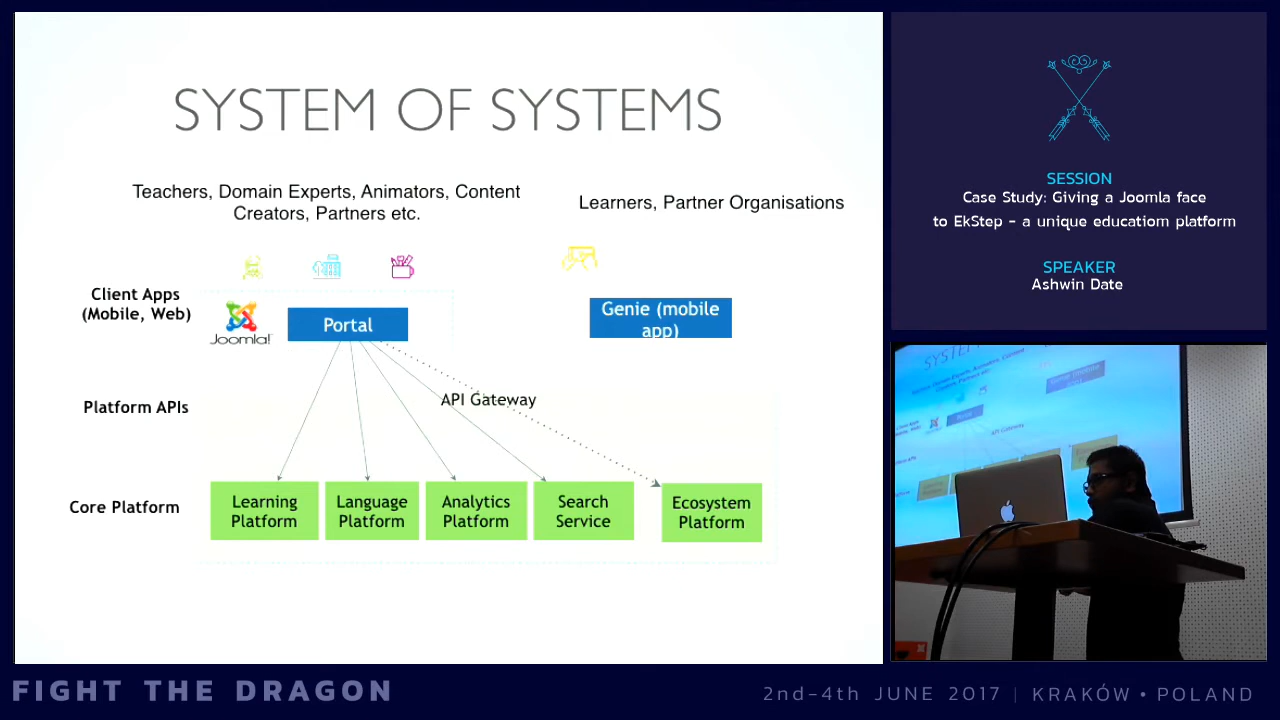 SYSTEM OF SYSTEMS
Teachers, Domain Experts, Animators, Content
Creators, Partners etc.
Learners, Partner Organisations
Client Apps
(Mobile, Web)
Joomla!
Portal
Genie (mobile
app)
Platform APIs
API Gateway
Core Platform
Learning
Platform
Language
Platform
Analytics
Platform
Search
Service
Ecosystem
Platform
SESSION
Case Study: Giving a Joomla face
to EkStep - a unique educatiom platform
SPEAKER
Ashwin Date
FIGHT THE DRAGON
2nd-4th JUNE 2017 | KRAKÓW • POLAND